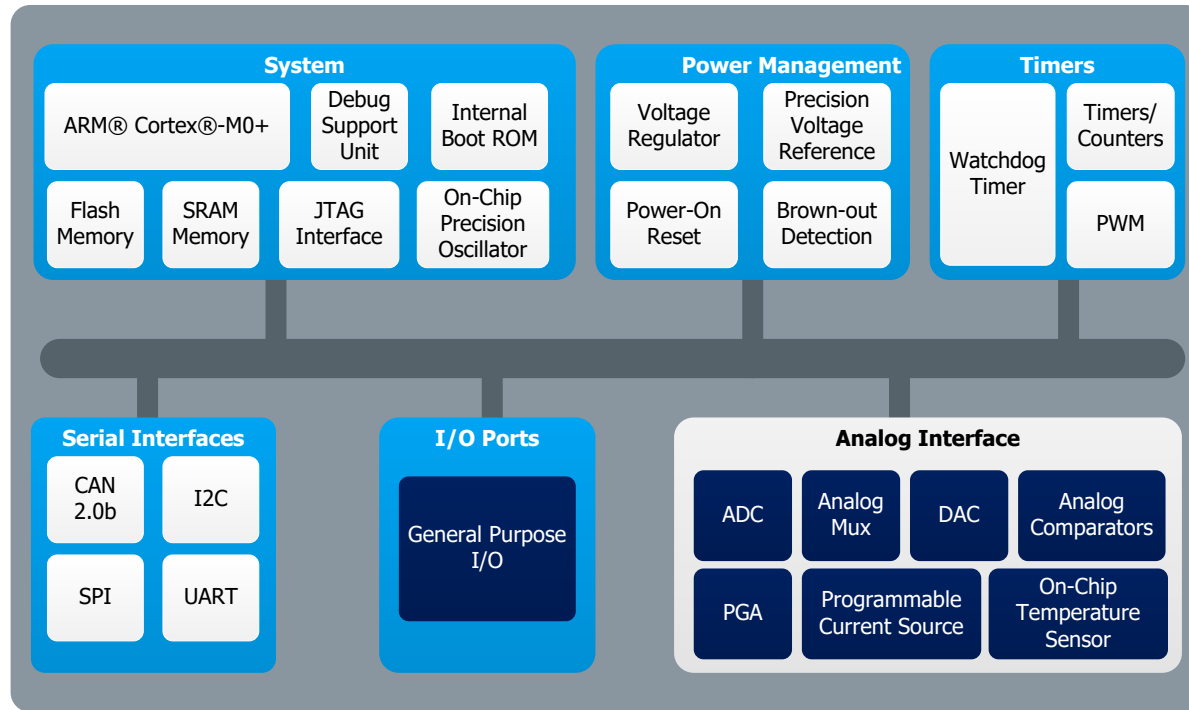 System
ARM® Cortex®-M0+
Debug
Support
Unit
Internal
Boot ROM
Flash
Memory
SRAM
Memory
JTAG
Interface
On-Chip
Precision
Oscillator
Power Management
Voltage
Regulator
Precision
Voltage
Reference
Power-On
Reset
Brown-out
Detection
Timers
Watchdog
Timer
Timers/
Counters
PWM
Serial Interfaces
CAN
2.0b
I2C
SPI
UART
I/O Ports
General Purpose
I/O
Analog Interface
ADC
Analog
Mux
DAC
Analog
Comparators
PGA
Programmable
Current Source
On-Chip
Temperature
Sensor